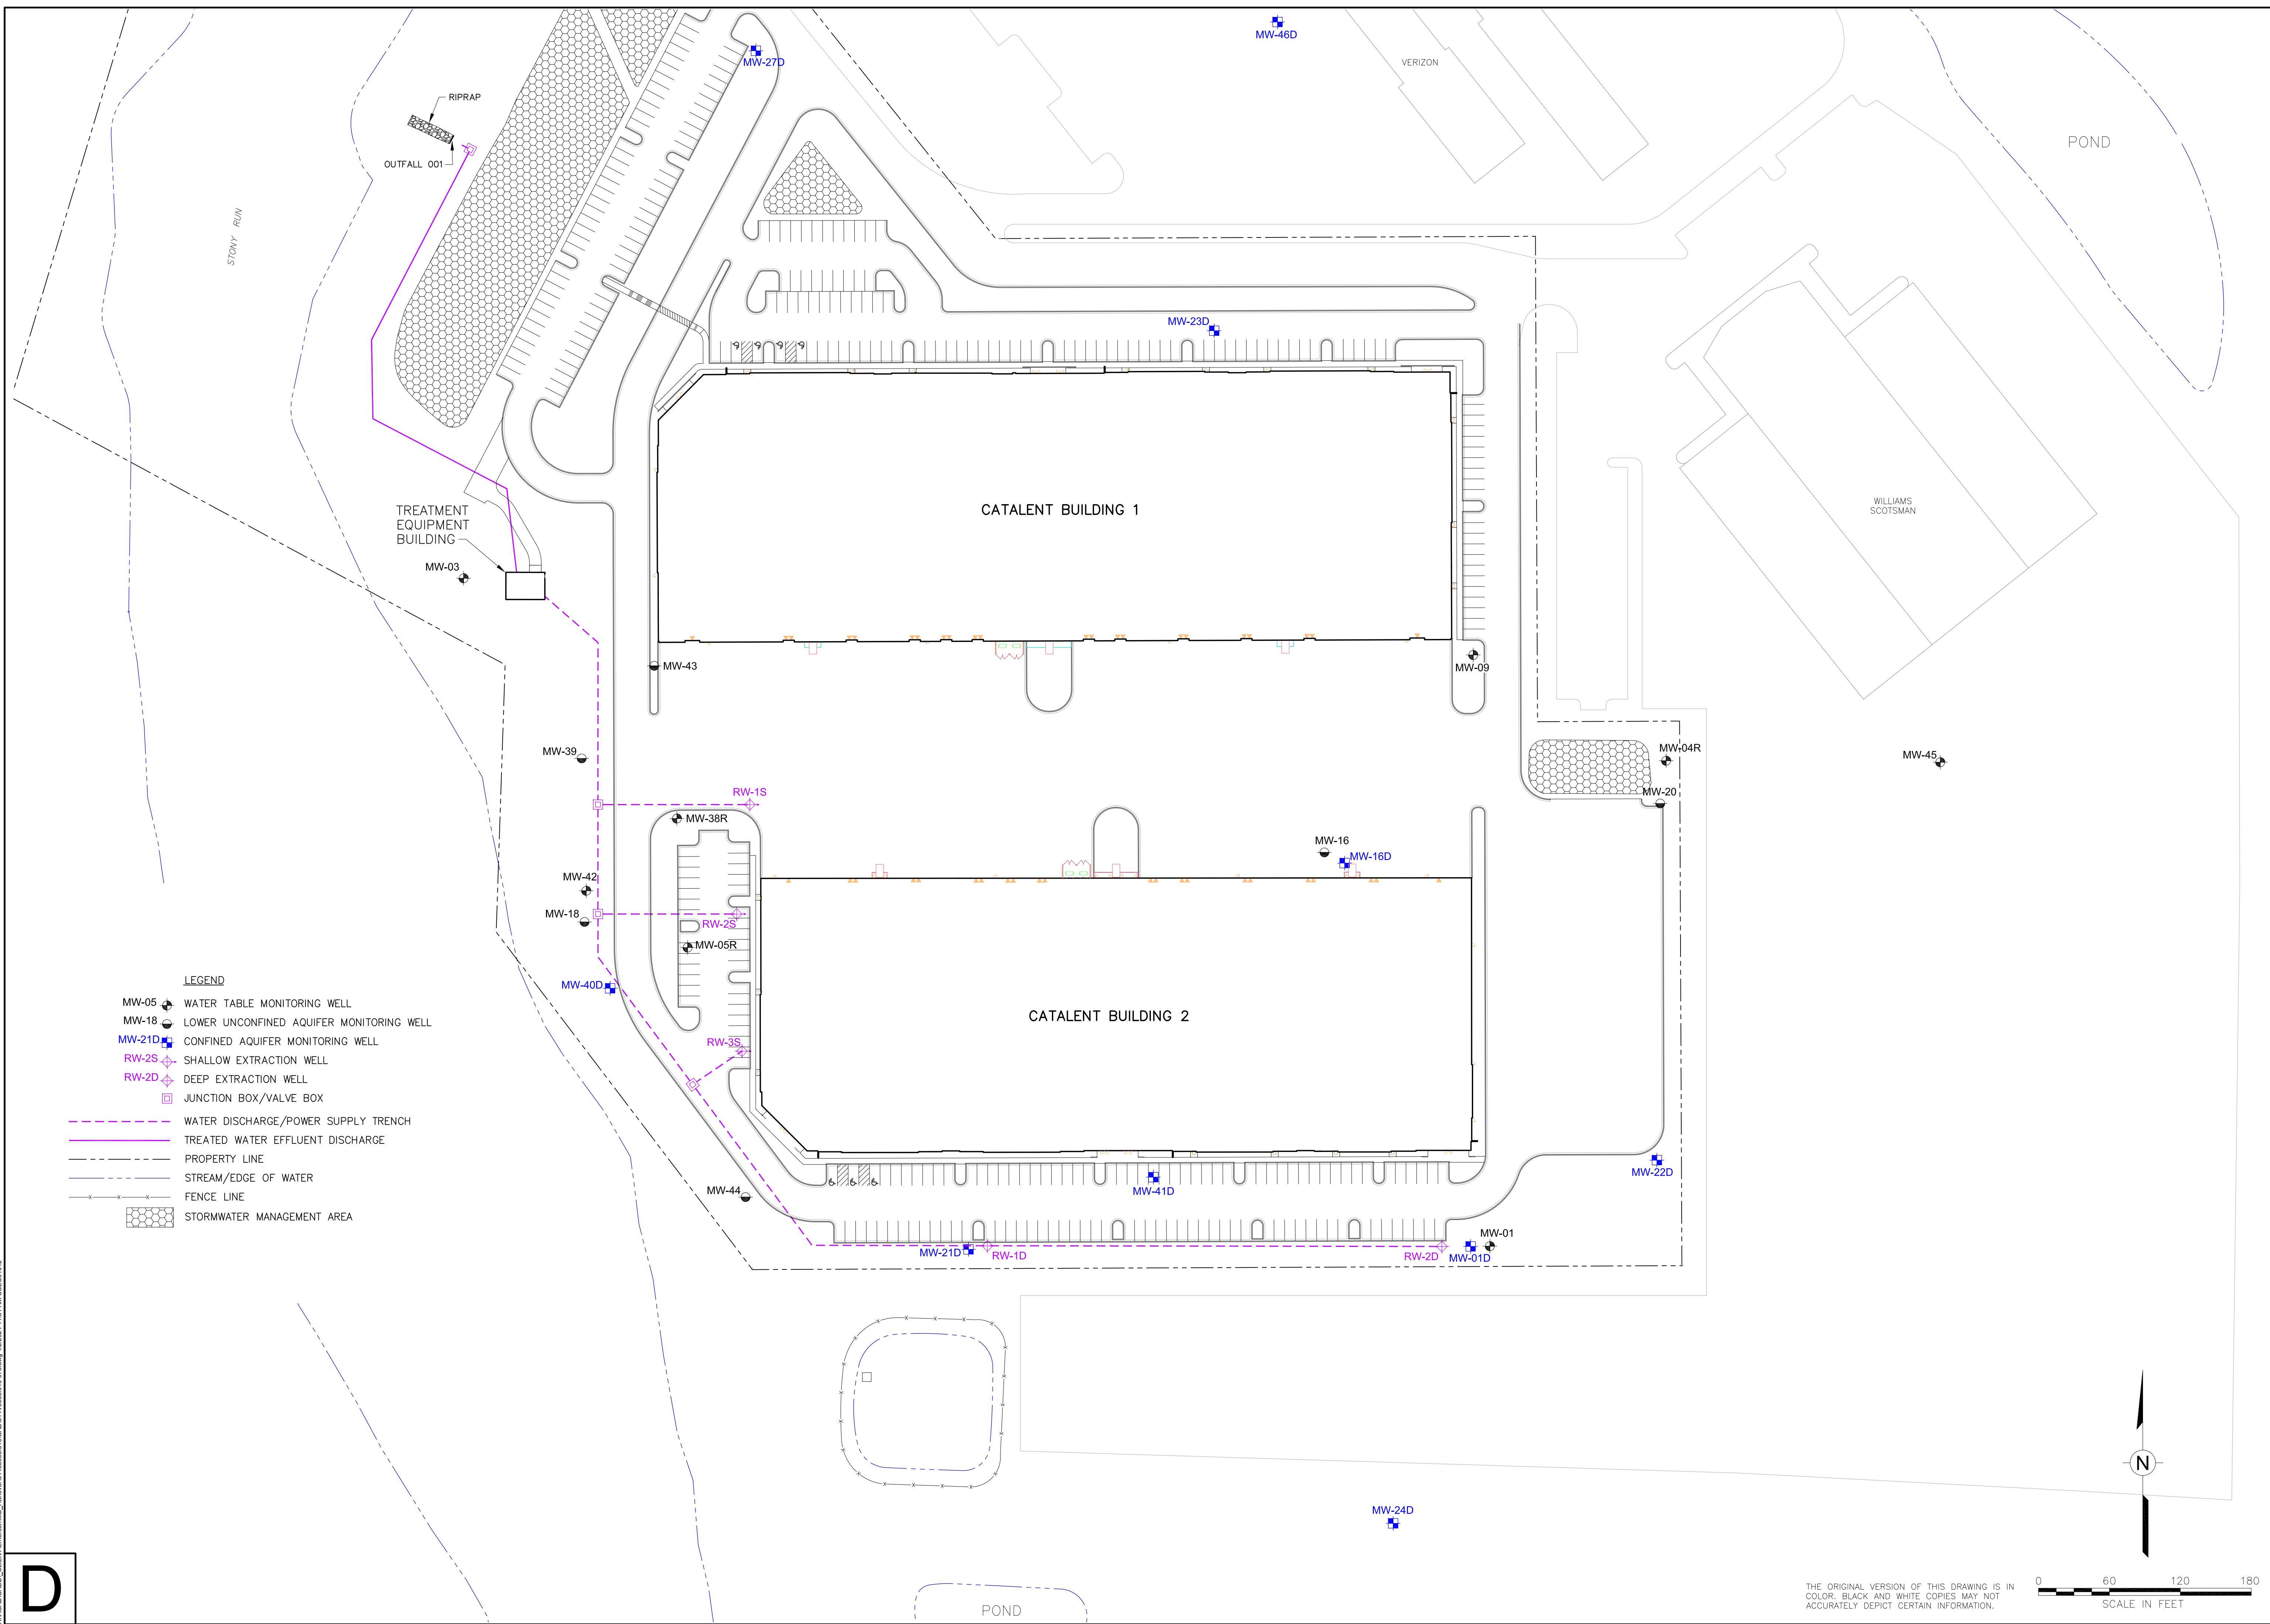 MW-46D
MW-27D
VERIZON
RIPRAP
POND
OUTFALL 001
STONY RUN
MW-23D
CATALENT BUILDING 1
WILLIAMS
SCOTSMAN
TREATMENT
EQUIPMENT
BUILDING
MW-03
MW-43
MW-09
MW-39
MW-04R
MW-45
RW-1S
MW-20
MW-38R
MW-16
MW-16D
MW-42
MW-18
RW-2S
MW-05R
MW-40D
CATALENT BUILDING 2
RW-3S
LEGEND
MW-05 WATER TABLE MONITORING WELL
MW-18 LOWER UNCONFINED AQUIFER MONITORING WELL
MW-21D CONFINED AQUIFER MONITORING WELL
RW-2S SHALLOW EXTRACTION WELL
RW-2D DEEP EXTRACTION WELL
JUNCTION BOX/VALVE BOX
WATER DISCHARGE/POWER SUPPLY TRENCH
TREATED WATER EFFLUENT DISCHARGE
PROPERTY LINE
STREAM/EDGE OF WATER
FENCE LINE
STORMWATER MANAGEMENT AREA
MW-22D
MW-44
MW-41D
MW-01
MW-21D
RW-1D
RW-2D
MW-01D
N
MW-24D
D
POND
THE ORIGINAL VERSION OF THIS DRAWING IS IN
COLOR. BLACK AND WHITE COPIES MAY NOT
ACCURATELY DEPICT CERTAIN INFORMATION.
0 60 120 180
SCALE IN FEET